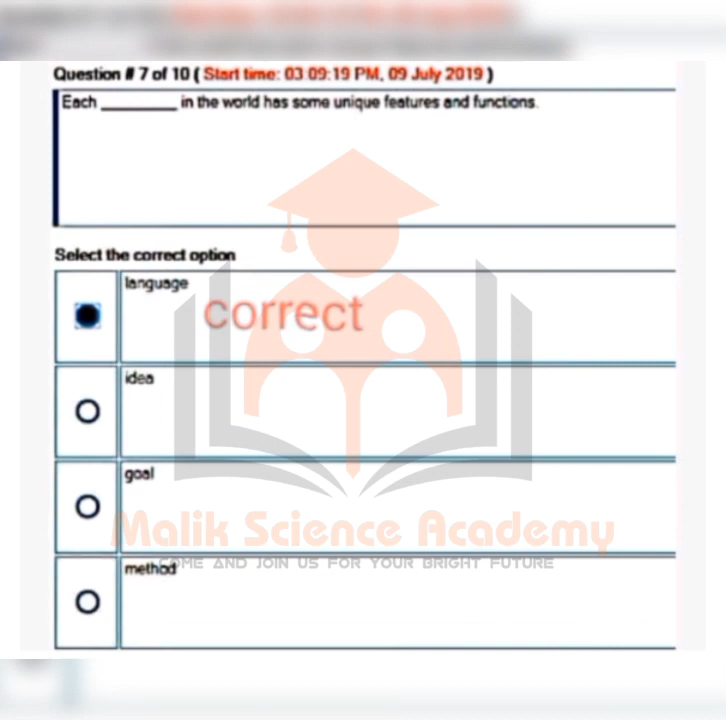 Question # 7 of 10 ( Start time: 03:09:19 PM, 09 July 2019 )
Each _________ in the world has some unique features and functions.
Select the correct option
language
correct
idea
goal
Malik Science Academy
COME AND JOIN US FOR YOUR BRIGHT FUTURE
method